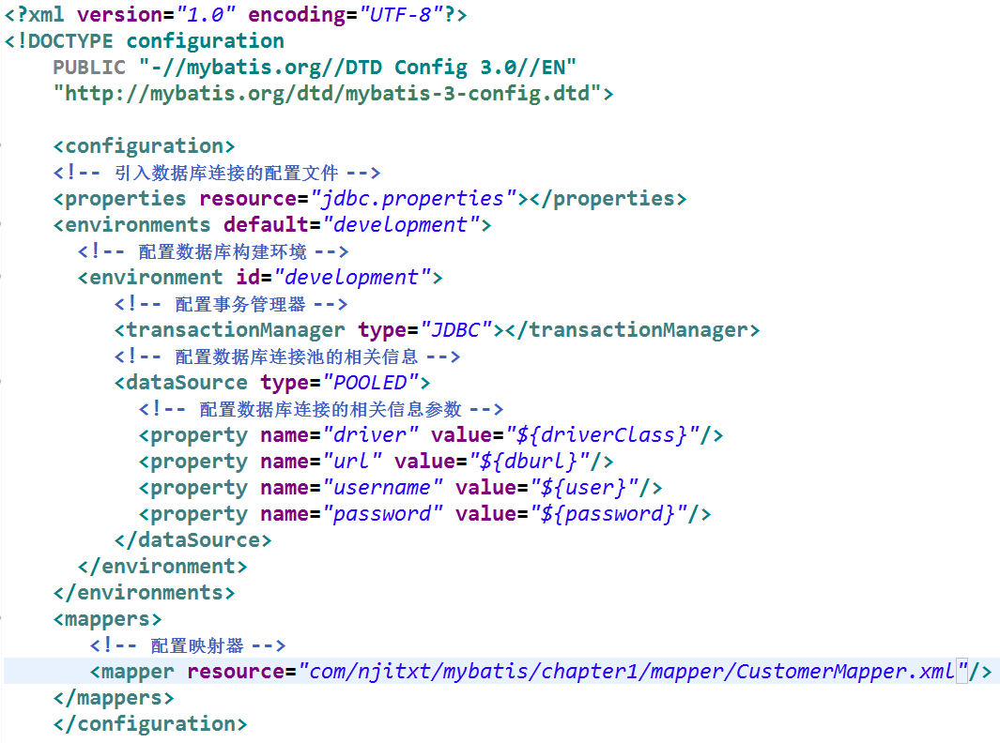 <?xml version="1.0" encoding="UTF-8"?>
<!DOCTYPE configuration
    PUBLIC "-//mybatis.org//DTD Config 3.0//EN"
    "http://mybatis.org/dtd/mybatis-3-config.dtd">
    <configuration>
    <!-- 引入数据库连接的配置文件 -->
    <properties resource="jdbc.properties"></properties>
    <environments default="development">
      <!-- 配置数据库构建环境 -->
      <environment id="development">
         <!-- 配置事务管理器 -->
         <transactionManager type="JDBC"></transactionManager>
         <!-- 配置数据库连接池的相关信息 -->
         <dataSource type="POOLED">
           <!-- 配置数据库连接的相关信息参数 -->
           <property name="driver" value="${driverClass}"/>
           <property name="url" value="${dburl}"/>
           <property name="username" value="${user}"/>
           <property name="password" value="${password}"/>
         </dataSource>
      </environment>
    </environments>
    <mappers>
       <!-- 配置映射器 -->
       <mapper resource="com/njitxt/mybatis/chapter1/mapper/CustomerMapper.xml"/>
    </mappers>
    </configuration>